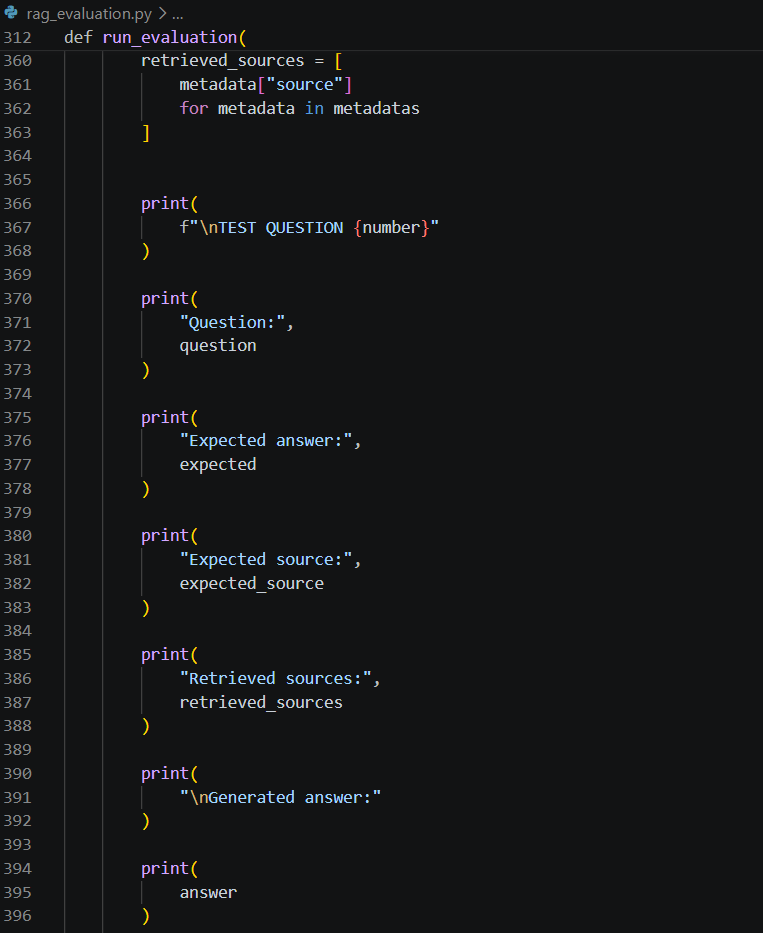 rag_evaluation.py > ...
312 def run_evaluation(
360 retrieved_sources = [
361 metadata["source"]
362 for metadata in metadatas
363 ]
364
365
366 print(
367 f"\nTEST QUESTION {number}"
368 )
369
370 print(
371 "Question:",
372 question
373 )
374
375 print(
376 "Expected answer:",
377 expected
378 )
379
380 print(
381 "Expected source:",
382 expected_source
383 )
384
385 print(
386 "Retrieved sources:",
387 retrieved_sources
388 )
389
390 print(
391 "\nGenerated answer:"
392 )
393
394 print(
395 answer
396 )